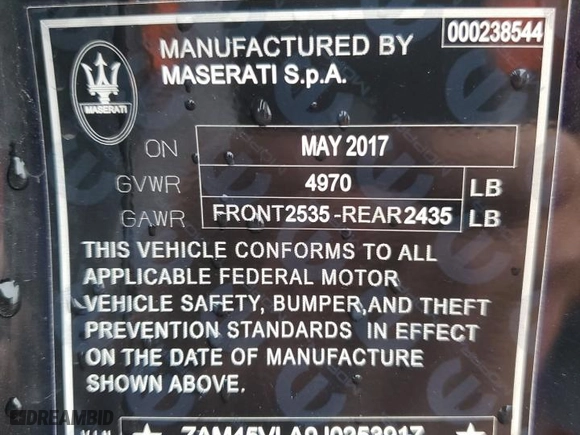 000238544
MANUFACTURED BY
MASERATI S.p.A.
MASERATI
ON MAY 2017
GVWR 4970 LB
GAWR FRONT2535-REAR2435 LB
THIS VEHICLE CONFORMS TO ALL
APPLICABLE FEDERAL MOTOR
VEHICLE SAFETY, BUMPER,AND THEFT
PREVENTION STANDARDS IN EFFECT
ON THE DATE OF MANUFACTURE
SHOWN ABOVE.
DREAMBID